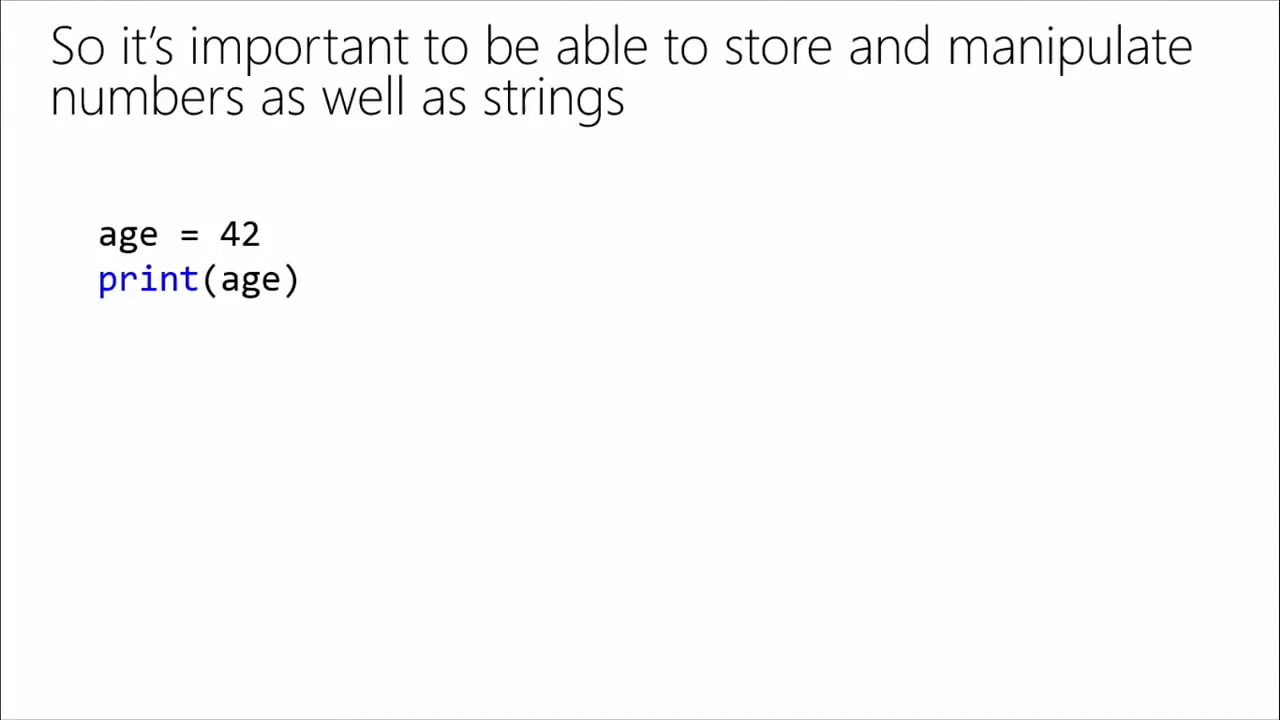 So it’s important to be able to store and manipulate
numbers as well as strings
age = 42
print(age)